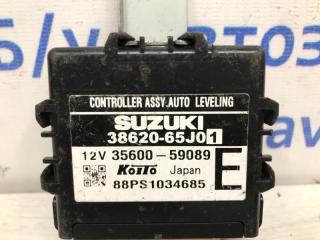 CONTROLLER ASSY.AUTO LEVELING
SUZUKI
38620-65J01
12V 35600-59089 E
KOITO Japan
88PS1034685